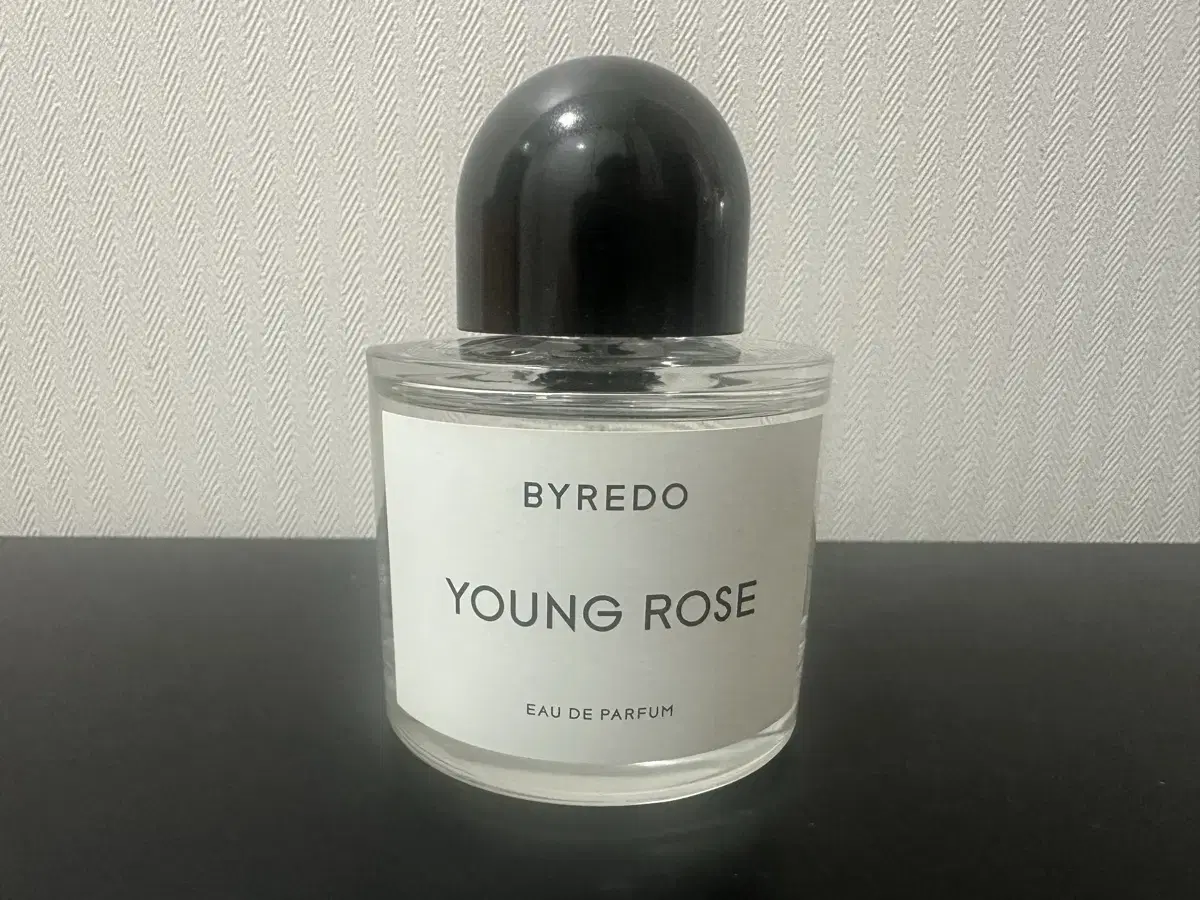 BYREDO
YOUNG ROSE
EAU DE PARFUM